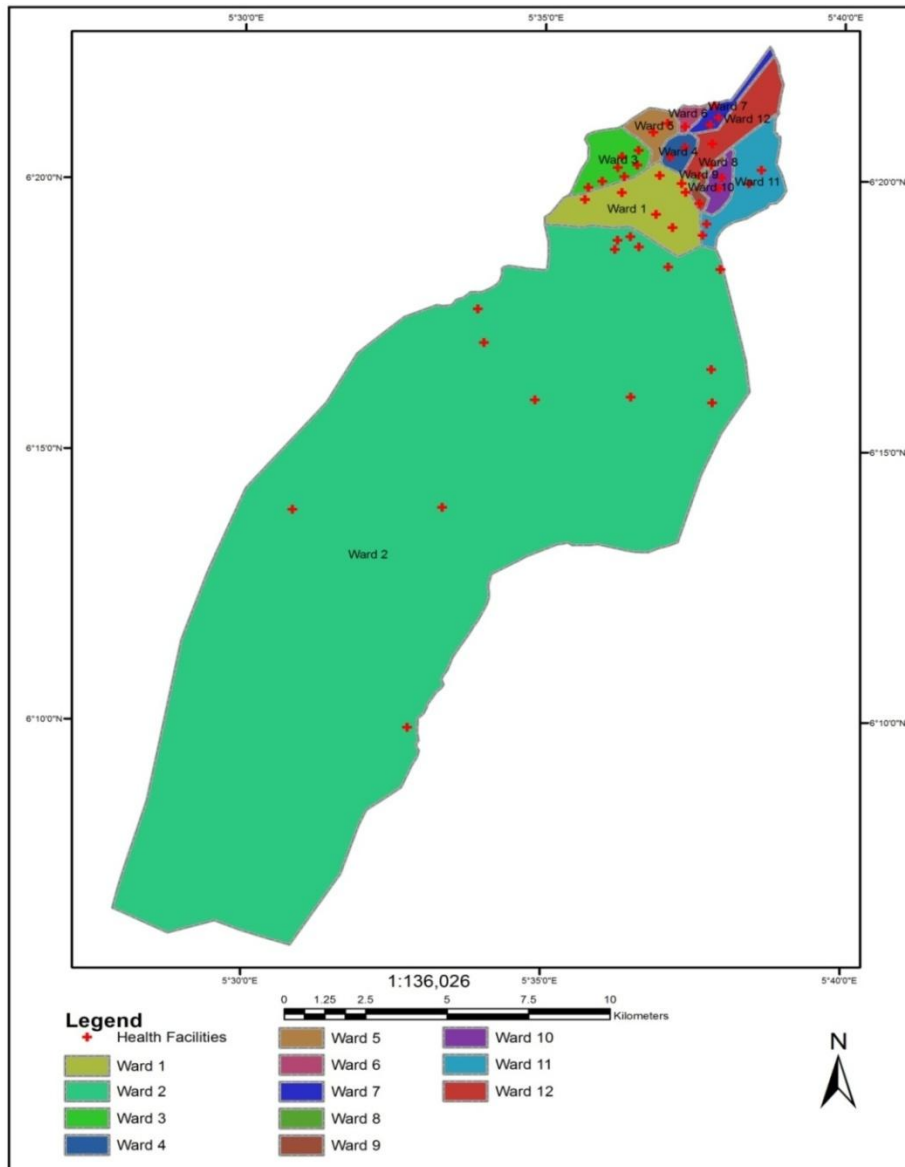 5°30'0"E 5°35'0"E 5°40'0"E
Ward 7
Ward 6
Ward 12
Ward 5
Ward 4
Ward 3
Ward 8
6°20'0"N 6°20'0"N
Ward 9
Ward 11
Ward 10
Ward 1
6°15'0"N 6°15'0"N
Ward 2
6°10'0"N 6°10'0"N
5°30'0"E 5°35'0"E 5°40'0"E
1:136,026
0 1.25 2.5 5 7.5 10
Kilometers
Legend
Health Facilities
Ward 1
Ward 2
Ward 3
Ward 4
Ward 5
Ward 6
Ward 7
Ward 8
Ward 9
Ward 10
Ward 11
Ward 12
N